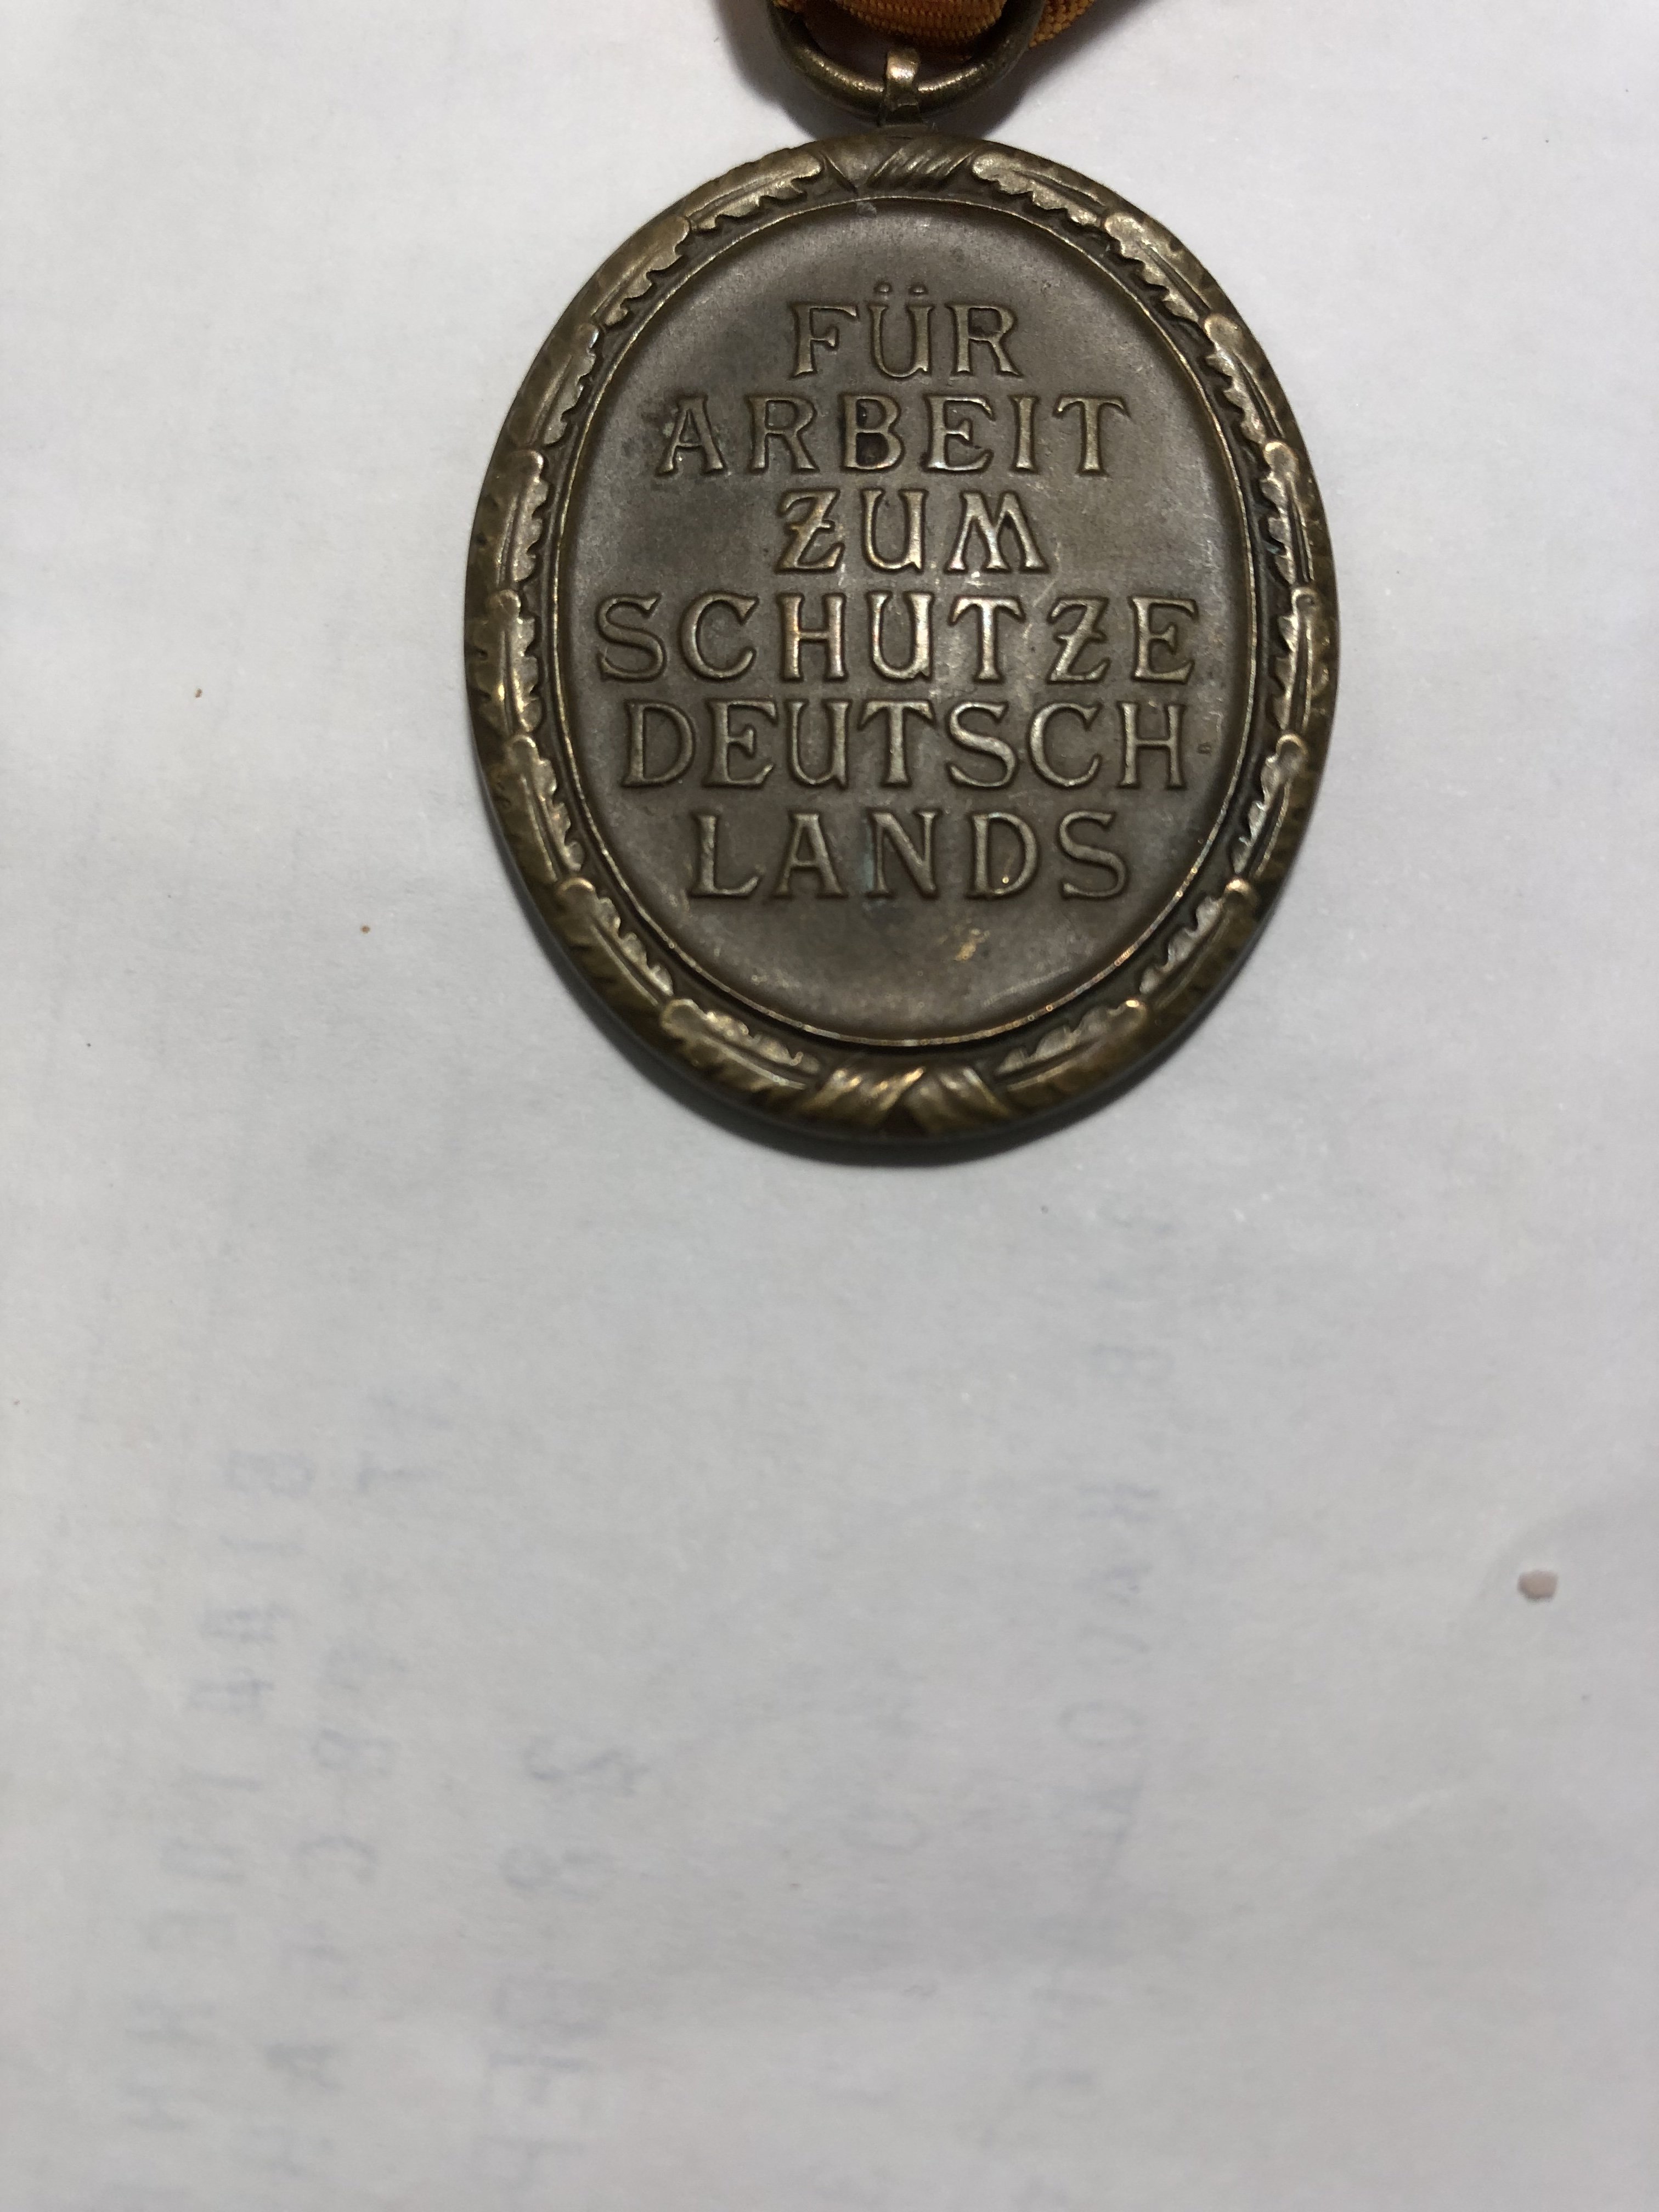 FÜR
ARBEIT
ZUM
SCHUTZE
DEUTSCH
LANDS